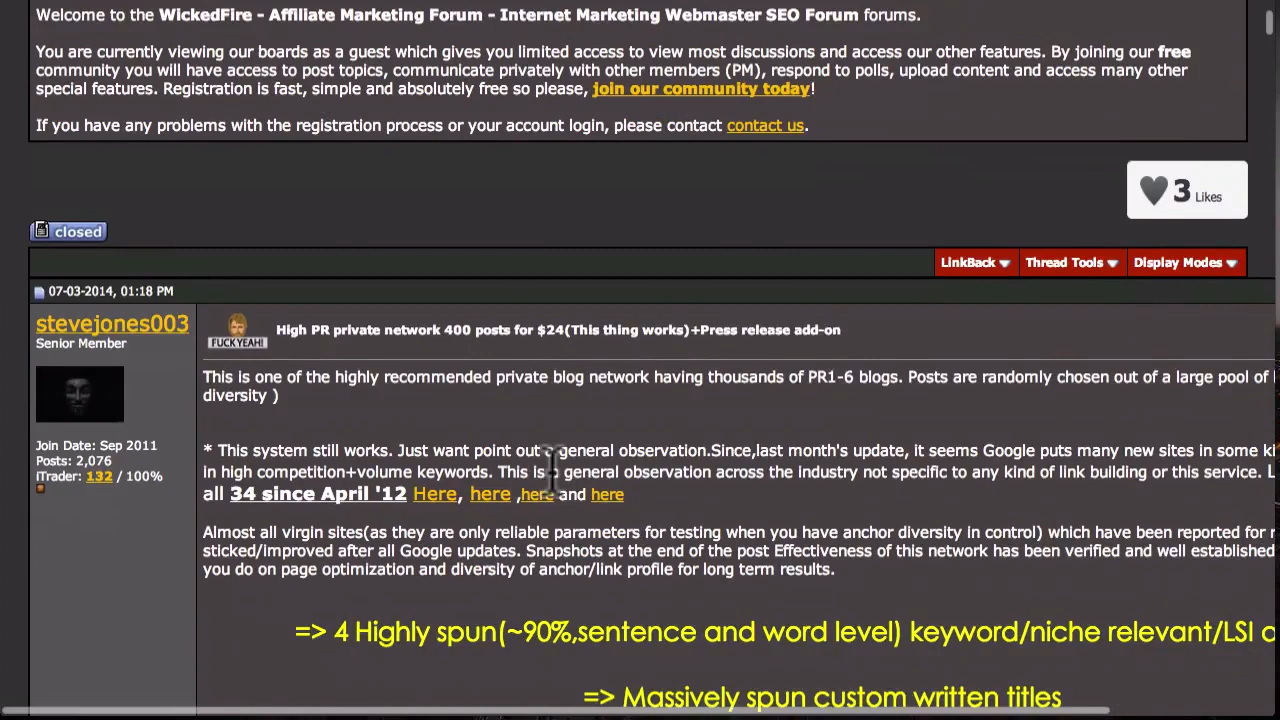 Welcome to the WickedFire - Affiliate Marketing Forum - Internet Marketing Webmaster SEO Forum forums.
You are currently viewing our boards as a guest which gives you limited access to view most discussions and access our other features. By joining our free
community you will have access to post topics, communicate privately with other members (PM), respond to polls, upload content and access many other
special features. Registration is fast, simple and absolutely free so please, join our community today!
If you have any problems with the registration process or your account login, please contact contact us.
3 Likes
closed
LinkBack Thread Tools Display Modes
07-03-2014, 01:18 PM
stevejones003
Senior Member
Join Date: Sep 2011
Posts: 2,076
iTrader: 132 / 100%
FUCK YEAH!
High PR private network 400 posts for $24(This thing works)+Press release add-on
This is one of the highly recommended private blog network having thousands of PR1-6 blogs. Posts are randomly chosen out of a large pool of
diversity )
* This system still works. Just want point out a general observation.Since,last month's update, it seems Google puts many new sites in some
in high competition+volume keywords. This is a general observation across the industry not specific to any kind of link building or this service.
all 34 since April '12 Here, here ,here and here
Almost all virgin sites(as they are only reliable parameters for testing when you have anchor diversity in control) which have been reported for
sticked/improved after all Google updates. Snapshots at the end of the post Effectiveness of this network has been verified and well established
you do on page optimization and diversity of anchor/link profile for long term results.
=> 4 Highly spun(~90%,sentence and word level) keyword/niche relevant/LSI
=> Massively spun custom written titles